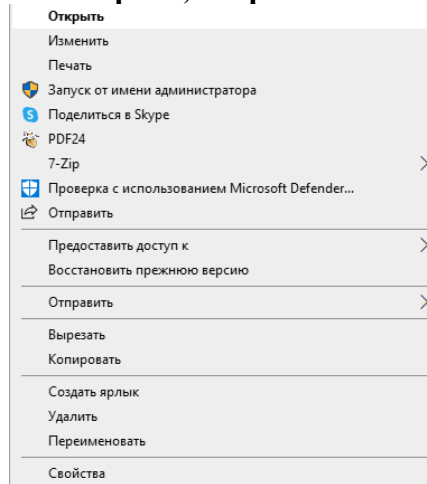 Открыть
Изменить
Печать
Запуск от имени администратора
Поделиться в Skype
PDF24
7-Zip
Проверка с использованием Microsoft Defender...
Отправить
Предоставить доступ к
Восстановить прежнюю версию
Отправить
Вырезать
Копировать
Создать ярлык
Удалить
Переименовать
Свойства